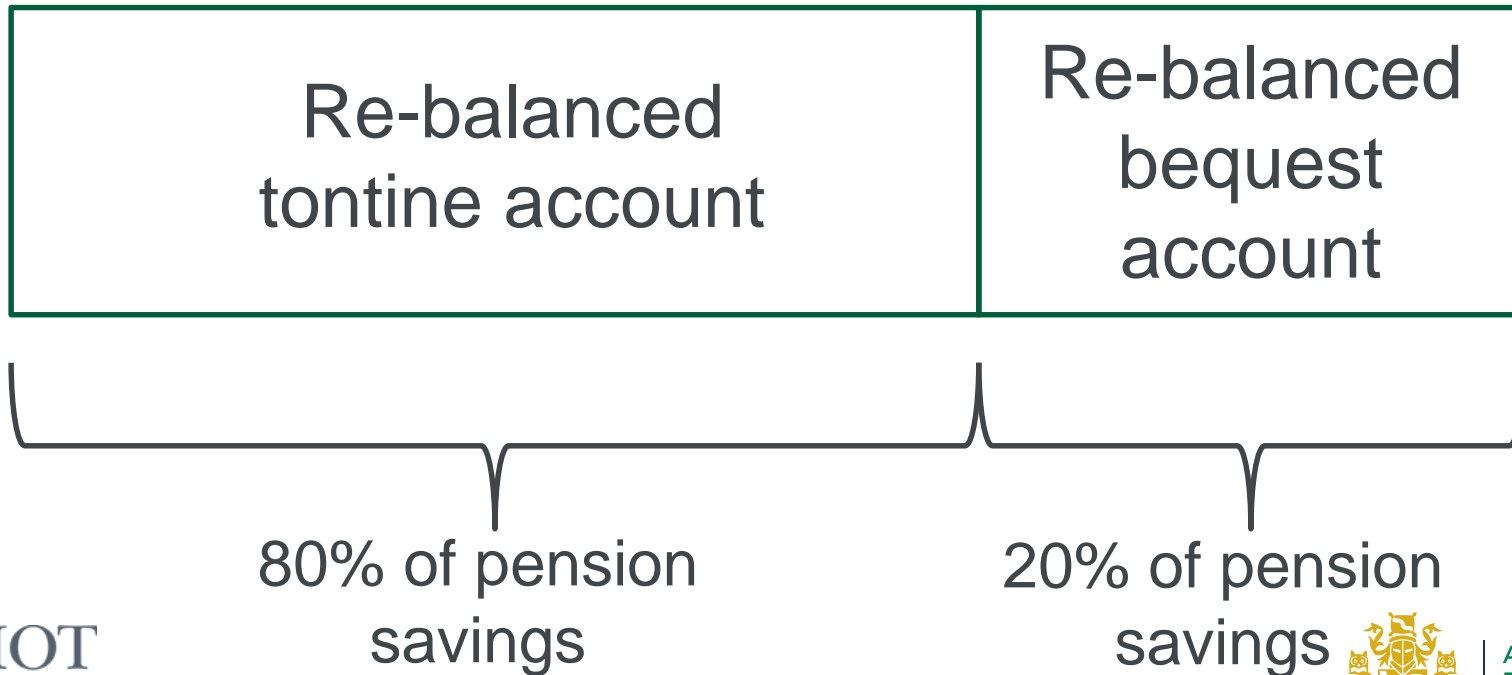 Re-balanced
tontine account
Re-balanced
bequest
account
80% of pension
savings
20% of pension
savings